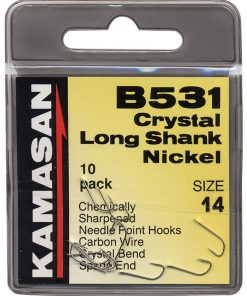 KAMASAN
B531
Crystal
Long Shank
Nickel
10
pack
SIZE
14
Chemically
Sharpened
Needle Point Hooks
Carbon Wire
Crystal Bend
Spade End